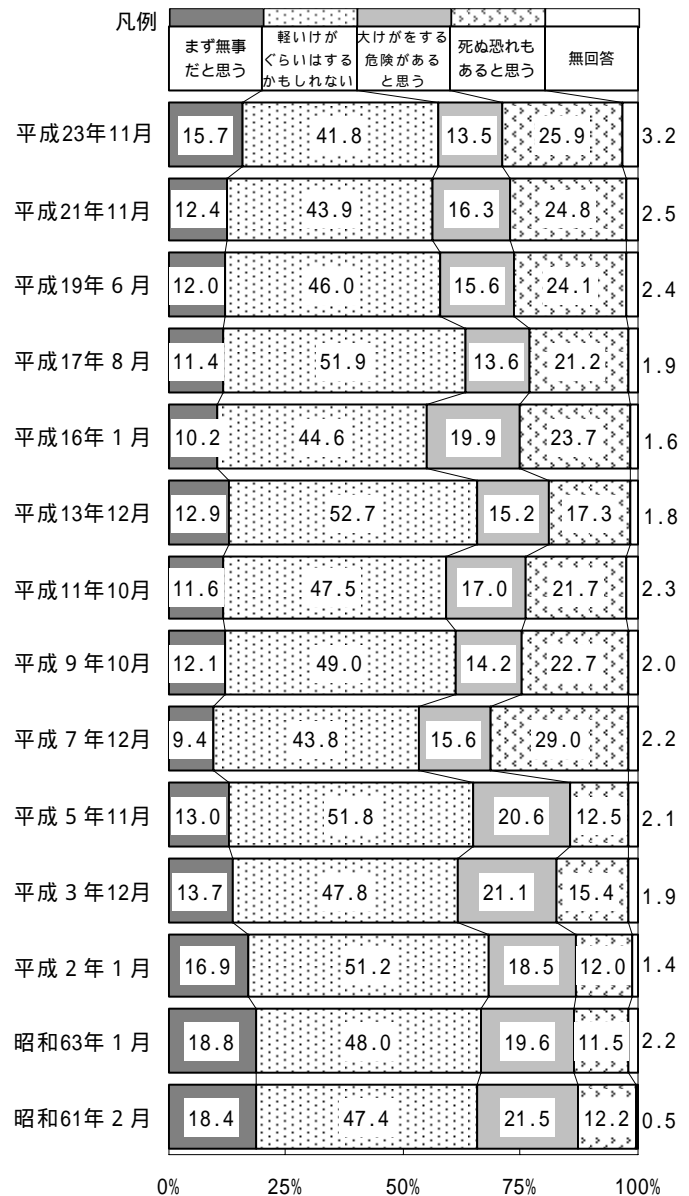 凡例
まず無事
だと思う
軽いけが
ぐらいはする
かもしれない
大けがをする
危険がある
と思う
死ぬ恐れも
あると思う
無回答
平成23年11月 15.7 41.8 13.5 25.9 3.2
平成21年11月 12.4 43.9 16.3 24.8 2.5
平成19年 6 月 12.0 46.0 15.6 24.1 2.4
平成17年 8 月 11.4 51.9 13.6 21.2 1.9
平成16年 1 月 10.2 44.6 19.9 23.7 1.6
平成13年12月 12.9 52.7 15.2 17.3 1.8
平成11年10月 11.6 47.5 17.0 21.7 2.3
平成 9 年10月 12.1 49.0 14.2 22.7 2.0
平成 7 年12月 9.4 43.8 15.6 29.0 2.2
平成 5 年11月 13.0 51.8 20.6 12.5 2.1
平成 3 年12月 13.7 47.8 21.1 15.4 1.9
平成 2 年 1 月 16.9 51.2 18.5 12.0 1.4
昭和63年 1 月 18.8 48.0 19.6 11.5 2.2
昭和61年 2 月 18.4 47.4 21.5 12.2 0.5
0% 25% 50% 75% 100%